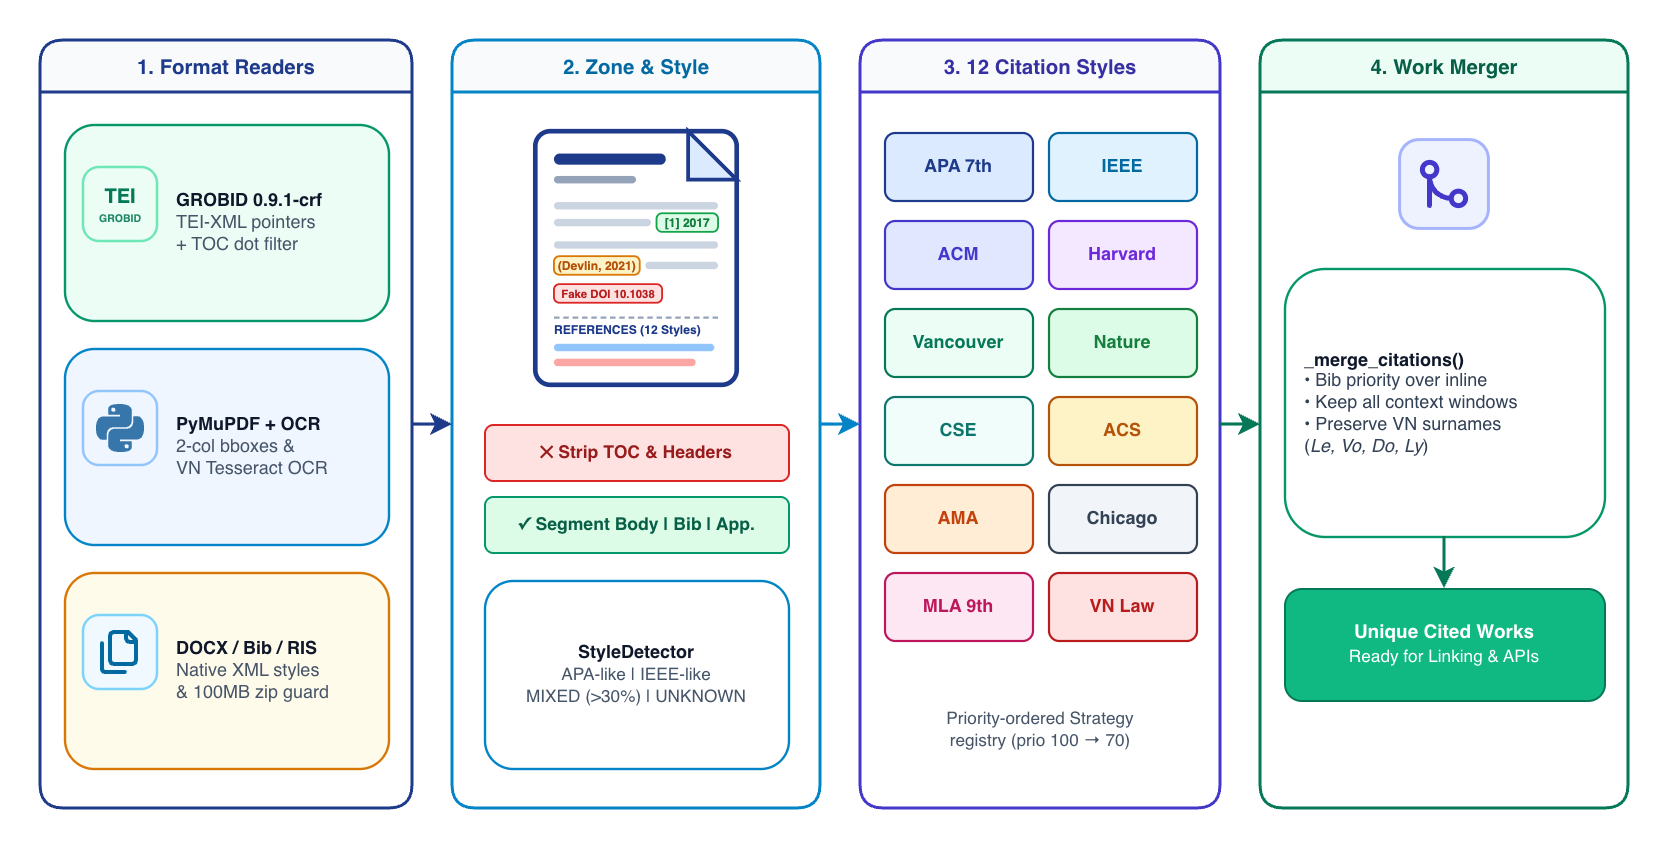 1. Format Readers
TEI
GROBID
GROBID 0.9.1-crf
TEI-XML pointers
+ TOC dot filter
PyMuPDF + OCR
2-col bboxes &
VN Tesseract OCR
DOCX / Bib / RIS
Native XML styles
& 100MB zip guard
2. Zone & Style
[1] 2017
(Devlin, 2021)
Fake DOI 10.1038
REFERENCES (12 Styles)
✕ Strip TOC & Headers
✓ Segment Body | Bib | App.
StyleDetector
APA-like | IEEE-like
MIXED (>30%) | UNKNOWN
3. 12 Citation Styles
APA 7th
IEEE
ACM
Harvard
Vancouver
Nature
CSE
ACS
AMA
Chicago
MLA 9th
VN Law
Priority-ordered Strategy
registry (prio 100 → 70)
4. Work Merger
_merge_citations()
• Bib priority over inline
• Keep all context windows
• Preserve VN surnames
(Le, Vo, Do, Ly)
Unique Cited Works
Ready for Linking & APIs